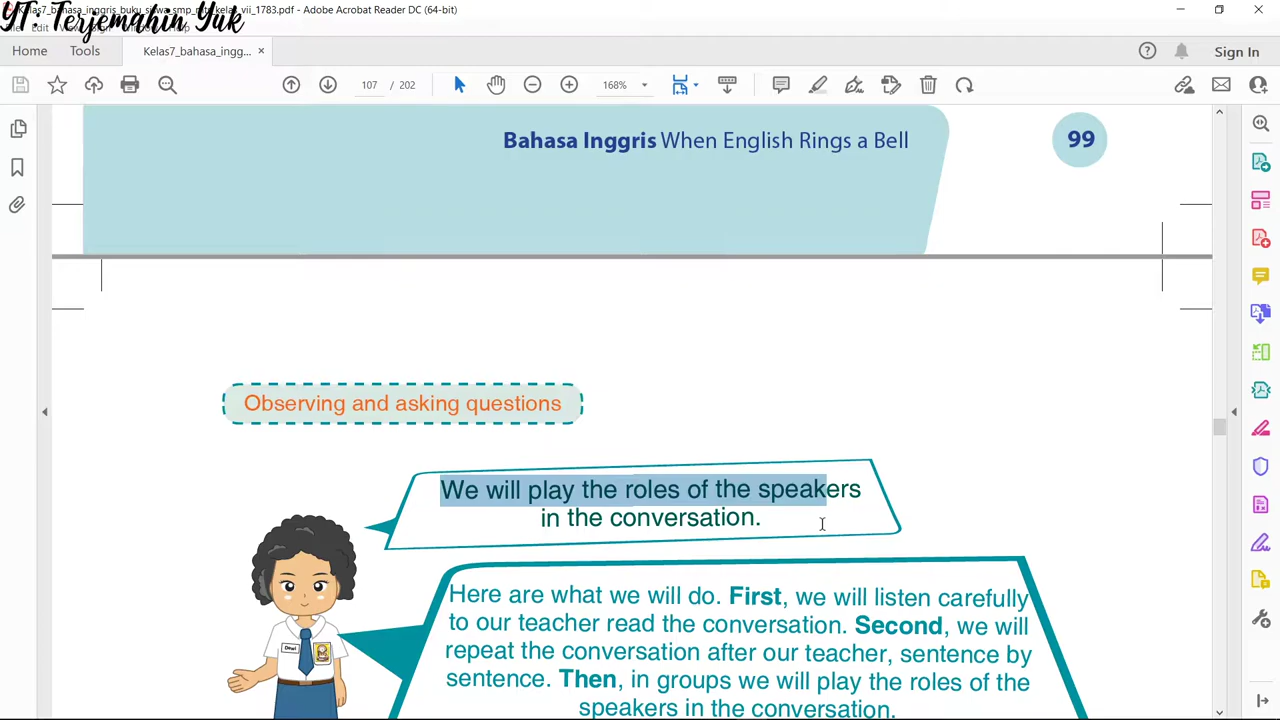 YT: Terjemahin Yuk
Kelas7_bahasa_inggris_buku_siswa_smp_mts_kelas_vii_1783.pdf - Adobe Acrobat Reader DC (64-bit)
Home Tools Kelas7_bahasa_ingg... × Sign In
107 / 202 168%
Bahasa Inggris When English Rings a Bell 99
Observing and asking questions
We will play the roles of the speakers
in the conversation.
Here are what we will do. First, we will listen carefully
to our teacher read the conversation. Second, we will
repeat the conversation after our teacher, sentence by
sentence. Then, in groups we will play the roles of the
speakers in the conversation.
Dewi